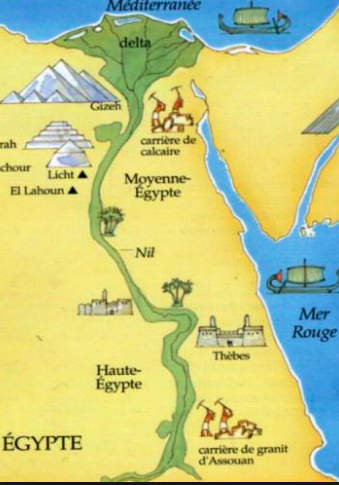 Méditerranée
delta
Gizeh
carrière de
calcaire
rah
chour
Licht
El Lahoun
Moyenne-
Égypte
Nil
Mer
Rouge
Thèbes
Haute-
Égypte
ÉGYPTE
carrière de granit
d'Assouan